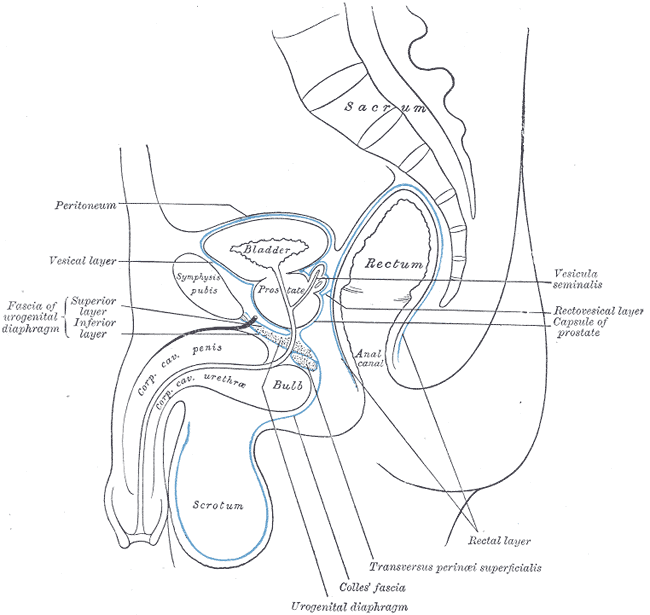 Sacrum
Peritoneum
Bladder
Vesical layer
Rectum
Symphysis
pubis
Prostate
Vesicula
seminalis
Fascia of
urogenital
diaphragm
Superior
layer
Inferior
layer
Rectovesical layer
Capsule of
prostate
Corp. cav. penis
Anal
canal
Corp. cav. urethræ
Bulb
Scrotum
Rectal layer
Transversus perinæi superficialis
Colles' fascia
Urogenital diaphragm